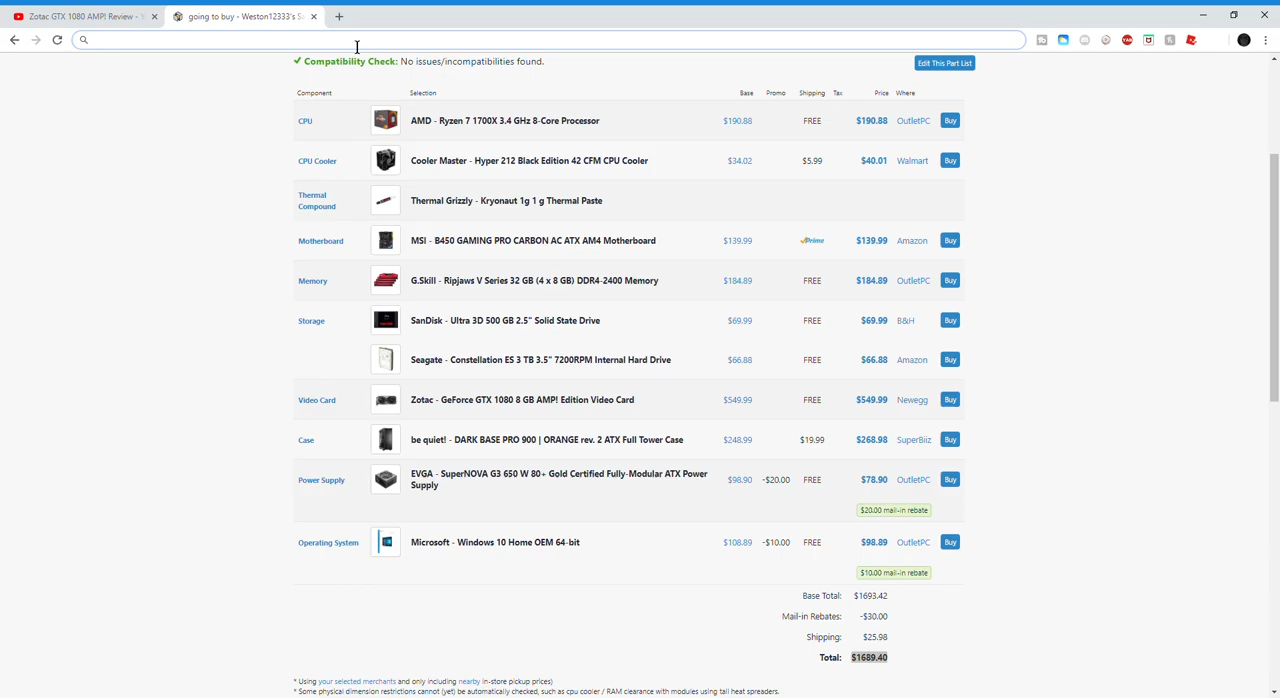 Zotac GTX 1080 AMP! Review - Y
going to buy - Weston12333's Sa
✔ Compatibility Check: No issues/incompatibilities found.
Edit This Part List
Component Selection Base Promo Shipping Tax Price Where
CPU AMD - Ryzen 7 1700X 3.4 GHz 8-Core Processor $190.88 FREE $190.88 OutletPC Buy
CPU Cooler Cooler Master - Hyper 212 Black Edition 42 CFM CPU Cooler $34.02 $5.99 $40.01 Walmart Buy
Thermal
Compound
Thermal Grizzly - Kryonaut 1g 1 g Thermal Paste
Motherboard MSI - B450 GAMING PRO CARBON AC ATX AM4 Motherboard $139.99 Prime $139.99 Amazon Buy
Memory G.Skill - Ripjaws V Series 32 GB (4 x 8 GB) DDR4-2400 Memory $184.89 FREE $184.89 OutletPC Buy
Storage SanDisk - Ultra 3D 500 GB 2.5" Solid State Drive $69.99 FREE $69.99 B&H Buy
Seagate - Constellation ES 3 TB 3.5" 7200RPM Internal Hard Drive $66.88 FREE $66.88 Amazon Buy
Video Card Zotac - GeForce GTX 1080 8 GB AMP! Edition Video Card $549.99 FREE $549.99 Newegg Buy
Case be quiet! - DARK BASE PRO 900 | ORANGE rev. 2 ATX Full Tower Case $248.99 $19.99 $268.98 SuperBiiz Buy
Power Supply EVGA - SuperNOVA G3 650 W 80+ Gold Certified Fully-Modular ATX Power
Supply
$98.90 -$20.00 FREE $78.90 OutletPC Buy
$20.00 mail-in rebate
Operating System Microsoft - Windows 10 Home OEM 64-bit $108.89 -$10.00 FREE $98.89 OutletPC Buy
$10.00 mail-in rebate
Base Total: $1693.42
Mail-in Rebates: -$30.00
Shipping: $25.98
Total: $1689.40
* Using your selected merchants and only including nearby in-store pickup prices)
* Some physical dimension restrictions cannot (yet) be automatically checked, such as cpu cooler / RAM clearance with modules using tall heat spreaders.